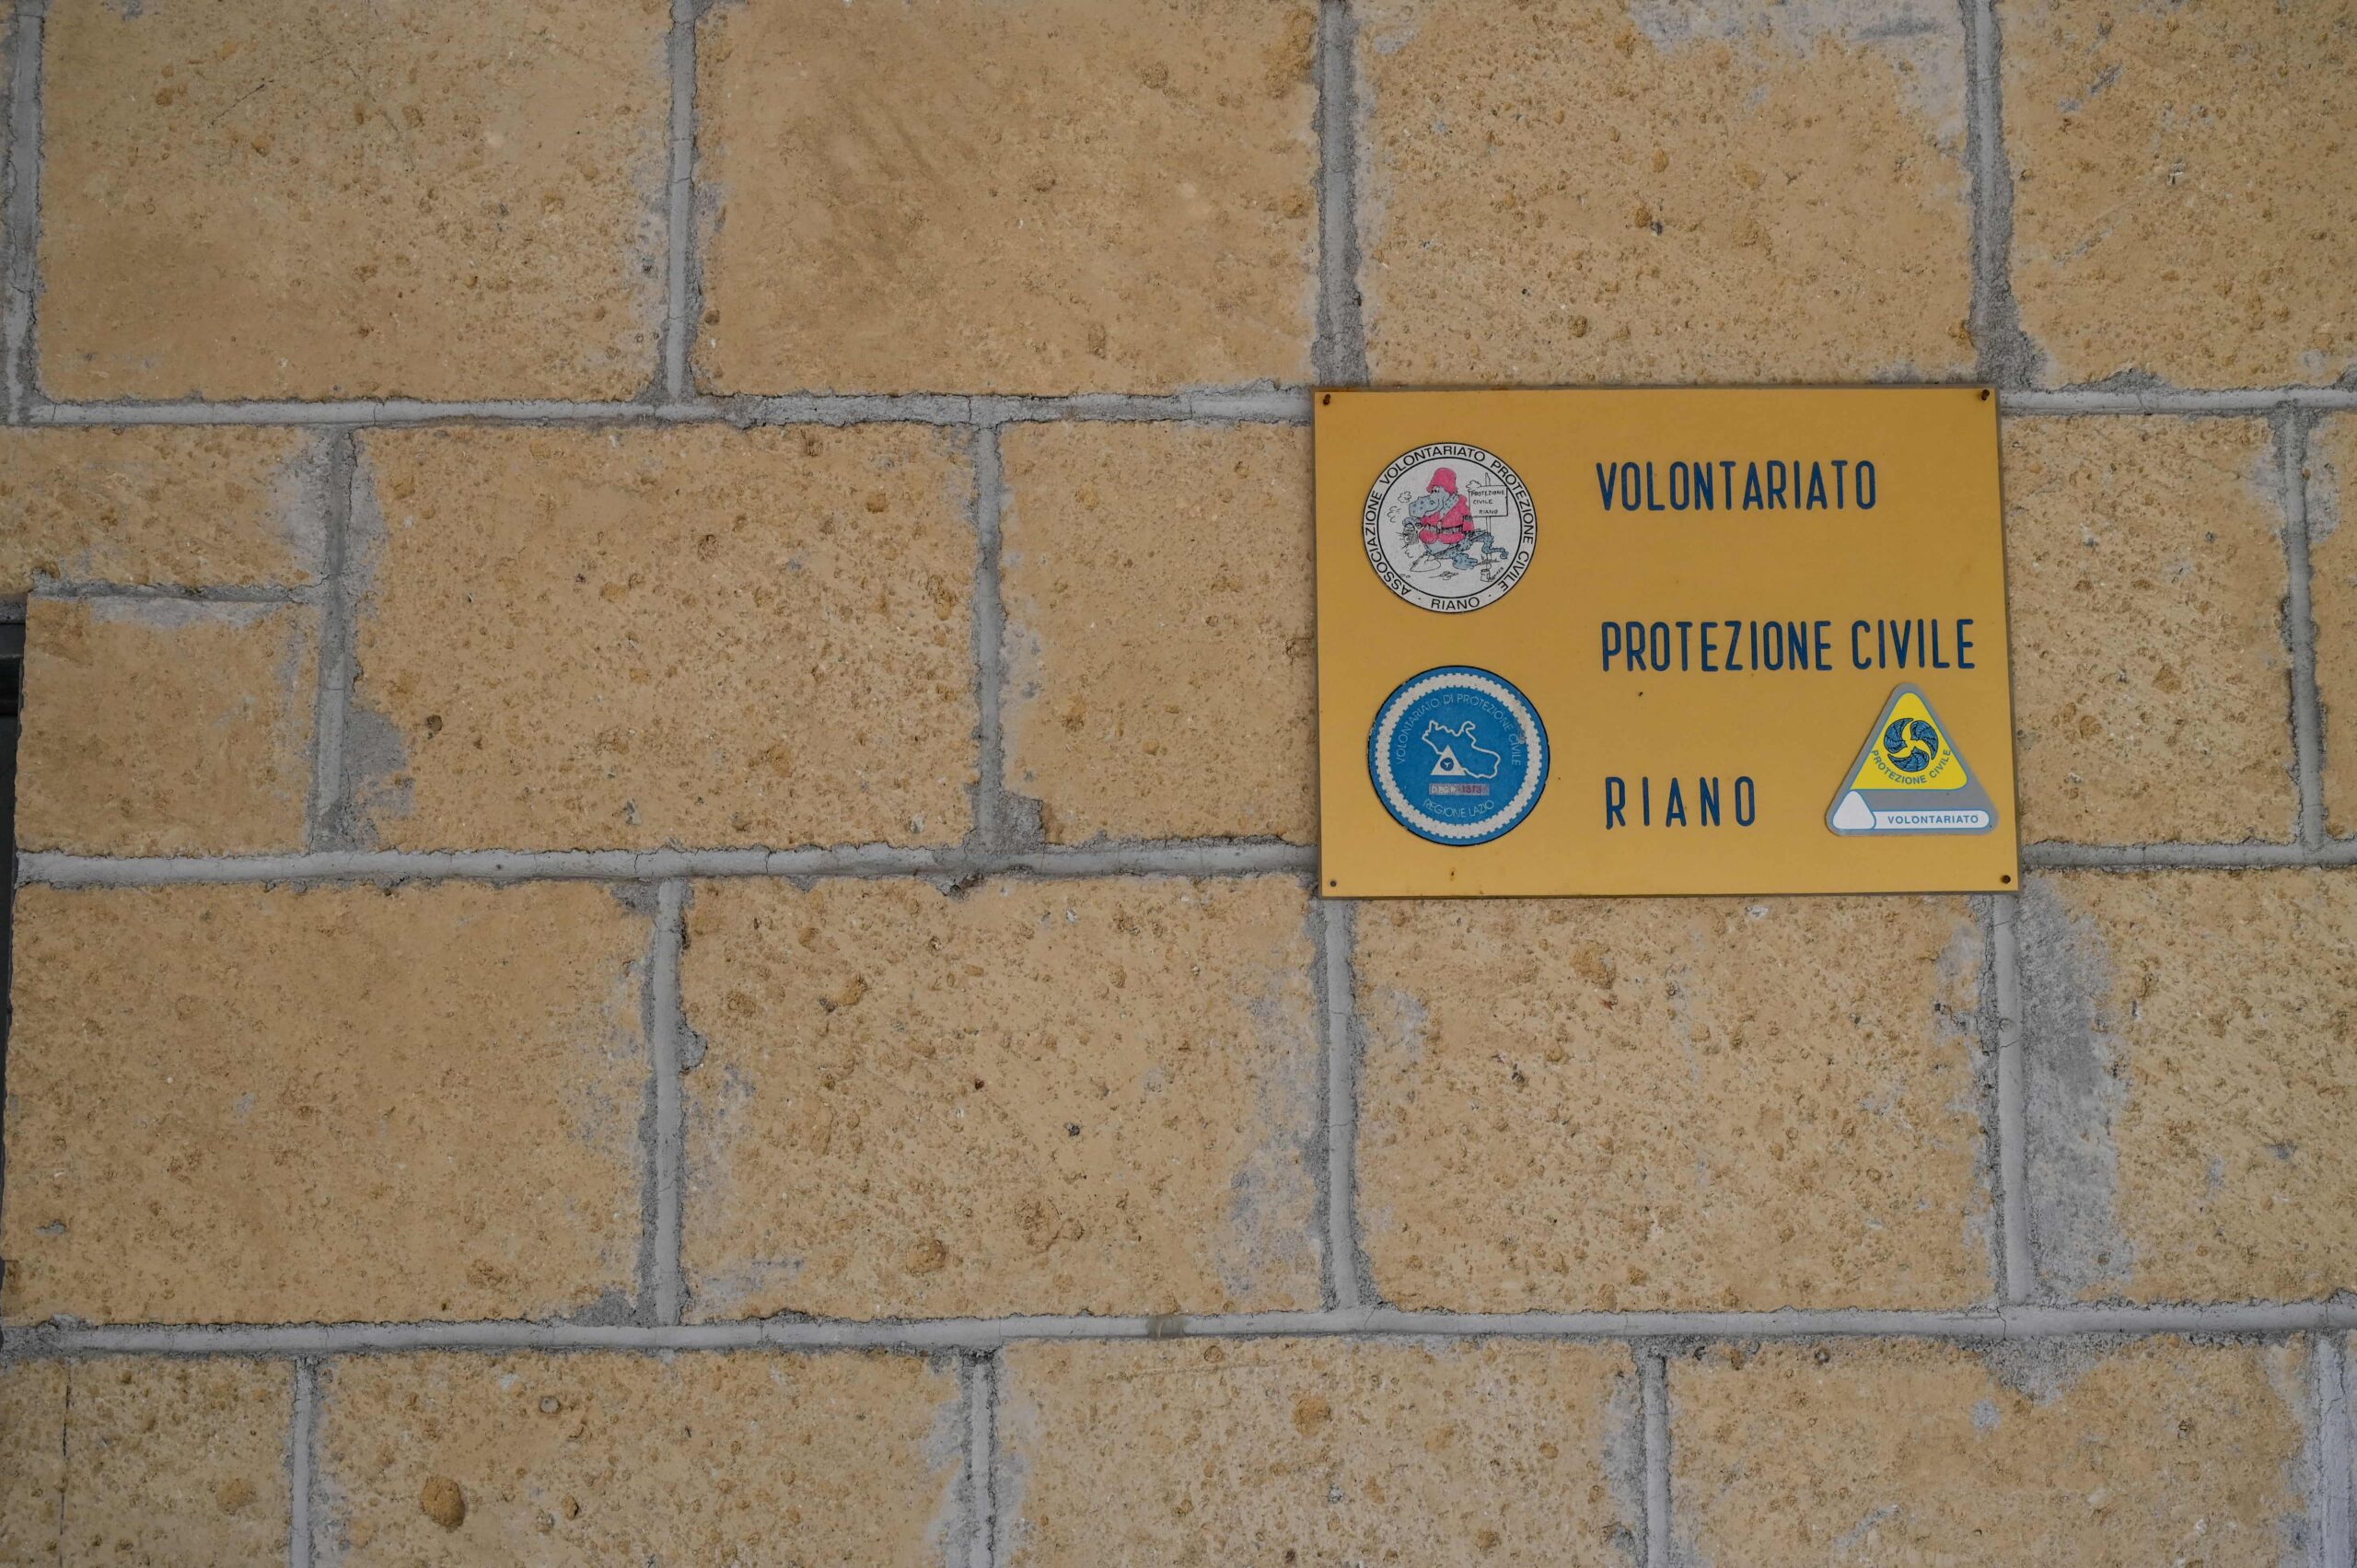 ASSOCIAZIONE VOLONTARIATO PROTEZIONE CIVILE
· RIANO ·
PROTEZIONE
CIVILE
RIANO
VOLONTARIATO
PROTEZIONE CIVILE
RIANO
VOLONTARIATO DI PROTEZIONE CIVILE
REGIONE LAZIO
PROTEZIONE CIVILE
VOLONTARIATO